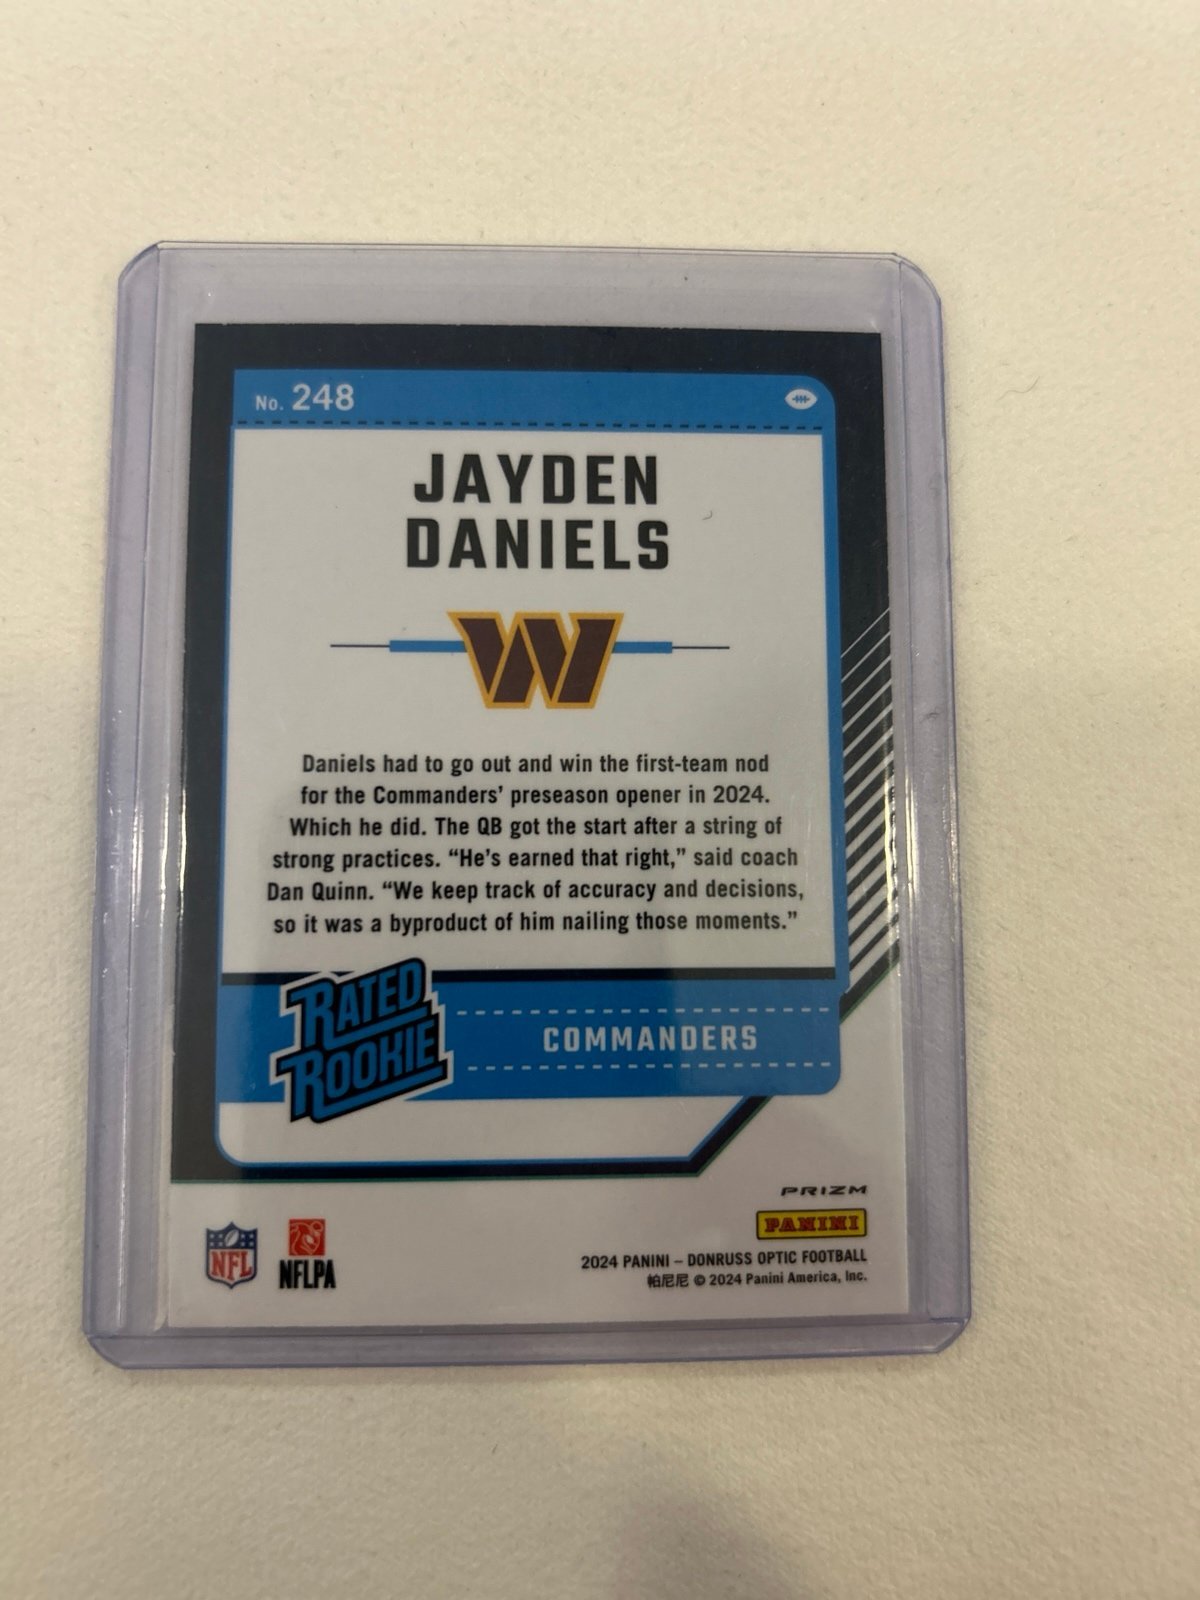 No. 248
JAYDEN
DANIELS
W
Daniels had to go out and win the first-team nod
for the Commanders’ preseason opener in 2024.
Which he did. The QB got the start after a string of
strong practices. “He’s earned that right,” said coach
Dan Quinn. “We keep track of accuracy and decisions,
so it was a byproduct of him nailing those moments.”
RATED
ROOKIE
COMMANDERS
PRIZM
PANINI
NFL
NFLPA
2024 PANINI – DONRUSS OPTIC FOOTBALL
帕尼尼 © 2024 Panini America, Inc.